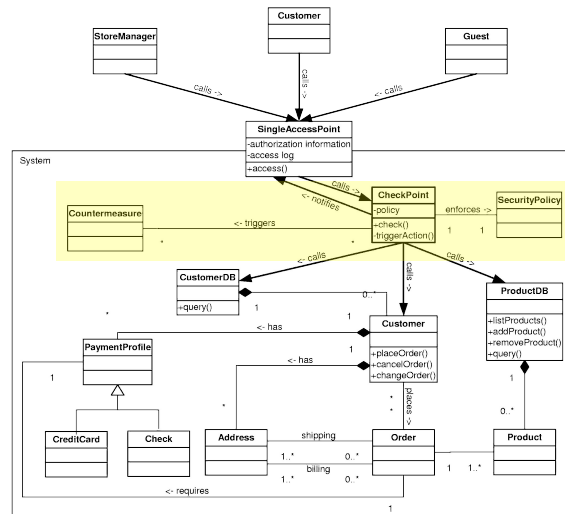 Customer
StoreManager
Guest
calls ->
calls ->
<- calls
SingleAccessPoint
-authorization information
-access log
+access()
System
calls ->
<- notifies
CheckPoint
-policy
+check()
-triggerAction()
Countermeasure
<- triggers
*
*
enforces ->
1
1
SecurityPolicy
<- calls
calls ->
calls ->
CustomerDB
+query()
1
0..*
ProductDB
+listProducts()
+addProduct()
+removeProduct()
+query()
*
<- has
1
Customer
+placeOrder()
+cancelOrder()
+changeOrder()
PaymentProfile
1
<- has
1
*
*
*
places ->
1
0..*
CreditCard
Check
Address
shipping
1..*
0..*
billing
1..*
0..*
Order
1
1..*
Product
<- requires
1